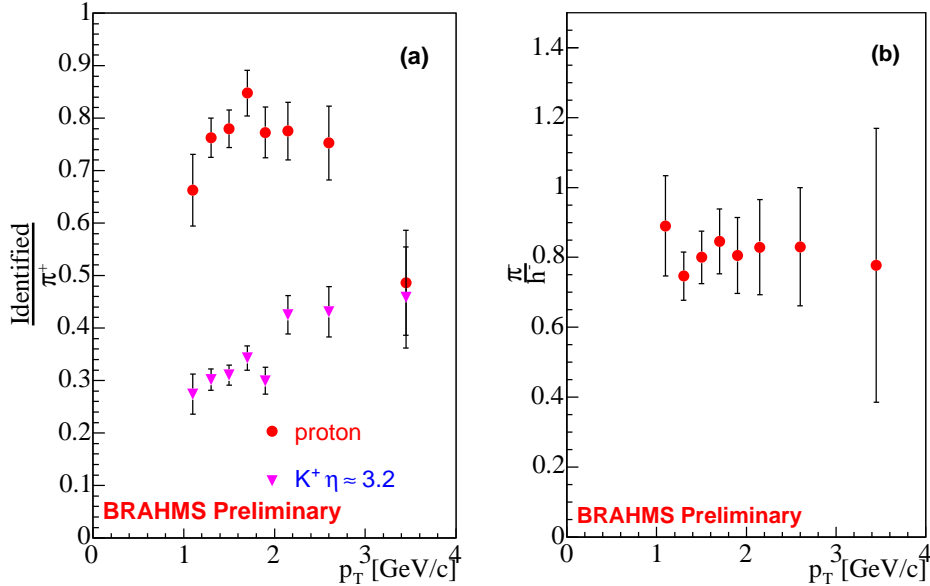 1
0.9
0.8
0.7
0.6
0.5
0.4
0.3
0.2
0.1
0
Identified
π⁺
(a)
proton
K⁺ η ≈ 3.2
BRAHMS Preliminary
0 1 2 3 4
p_T [GeV/c]
1.4
1.2
1
0.8
0.6
0.4
0.2
0
π⁻
h⁻
(b)
BRAHMS Preliminary
0 1 2 3 4
p_T [GeV/c]